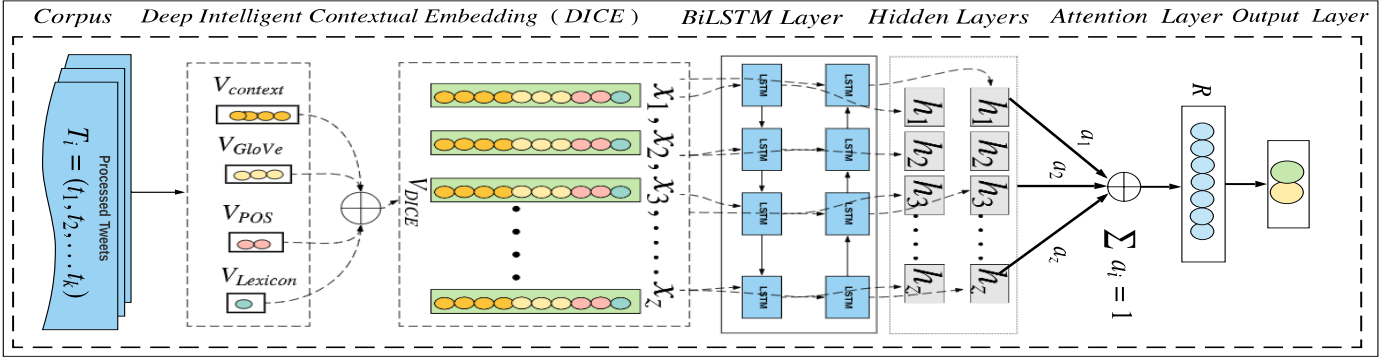 Corpus Deep Intelligent Contextual Embedding ( DICE ) BiLSTM Layer Hidden Layers Attention Layer Output Layer
Processed Tweets
T_i = (t_1, t_2, ... t_k)
V_context
V_GloVe
V_POS
V_Lexicon
V_DICE
x_1, x_2, x_3, ...... x_z
LSTM LSTM
LSTM LSTM
LSTM LSTM
LSTM LSTM
h_1 h_1
h_2 h_2
h_3 h_3
h_z h_z
a_1
a_2
a_z
∑ a_i = 1
R